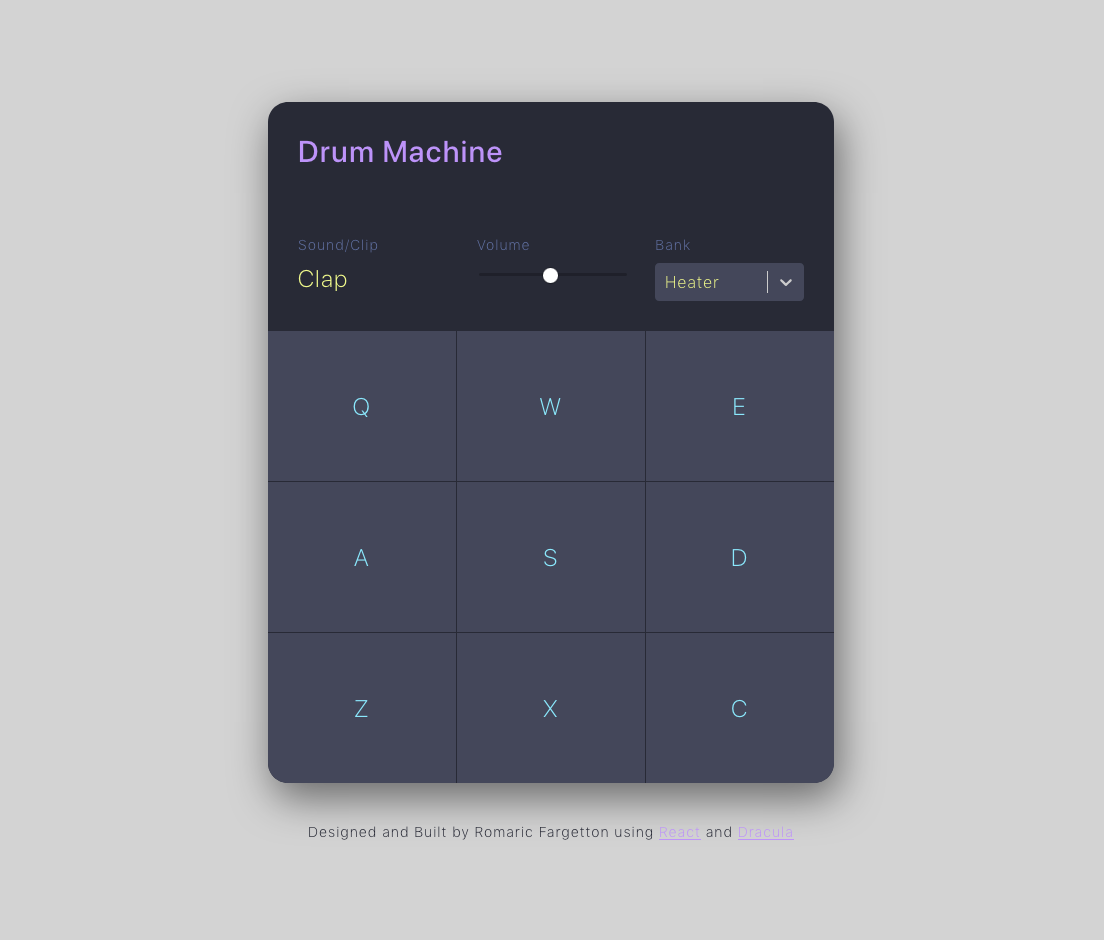 Drum Machine
Sound/Clip Volume Bank
Clap Heater
Q W E
A S D
Z X C
Designed and Built by Romaric Fargetton using React and Dracula